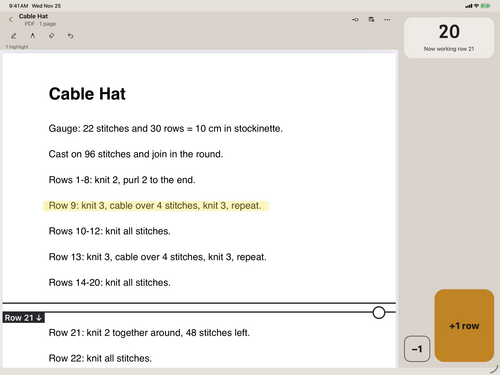 9:41 AM Wed Nov 25
Cable Hat
PDF · 1 page
1 highlight
20
Now working row 21
Cable Hat
Gauge: 22 stitches and 30 rows = 10 cm in stockinette.
Cast on 96 stitches and join in the round.
Rows 1-8: knit 2, purl 2 to the end.
Row 9: knit 3, cable over 4 stitches, knit 3, repeat.
Rows 10-12: knit all stitches.
Row 13: knit 3, cable over 4 stitches, knit 3, repeat.
Rows 14-20: knit all stitches.
Row 21 ↓
Row 21: knit 2 together around, 48 stitches left.
Row 22: knit all stitches.
+1 row
−1